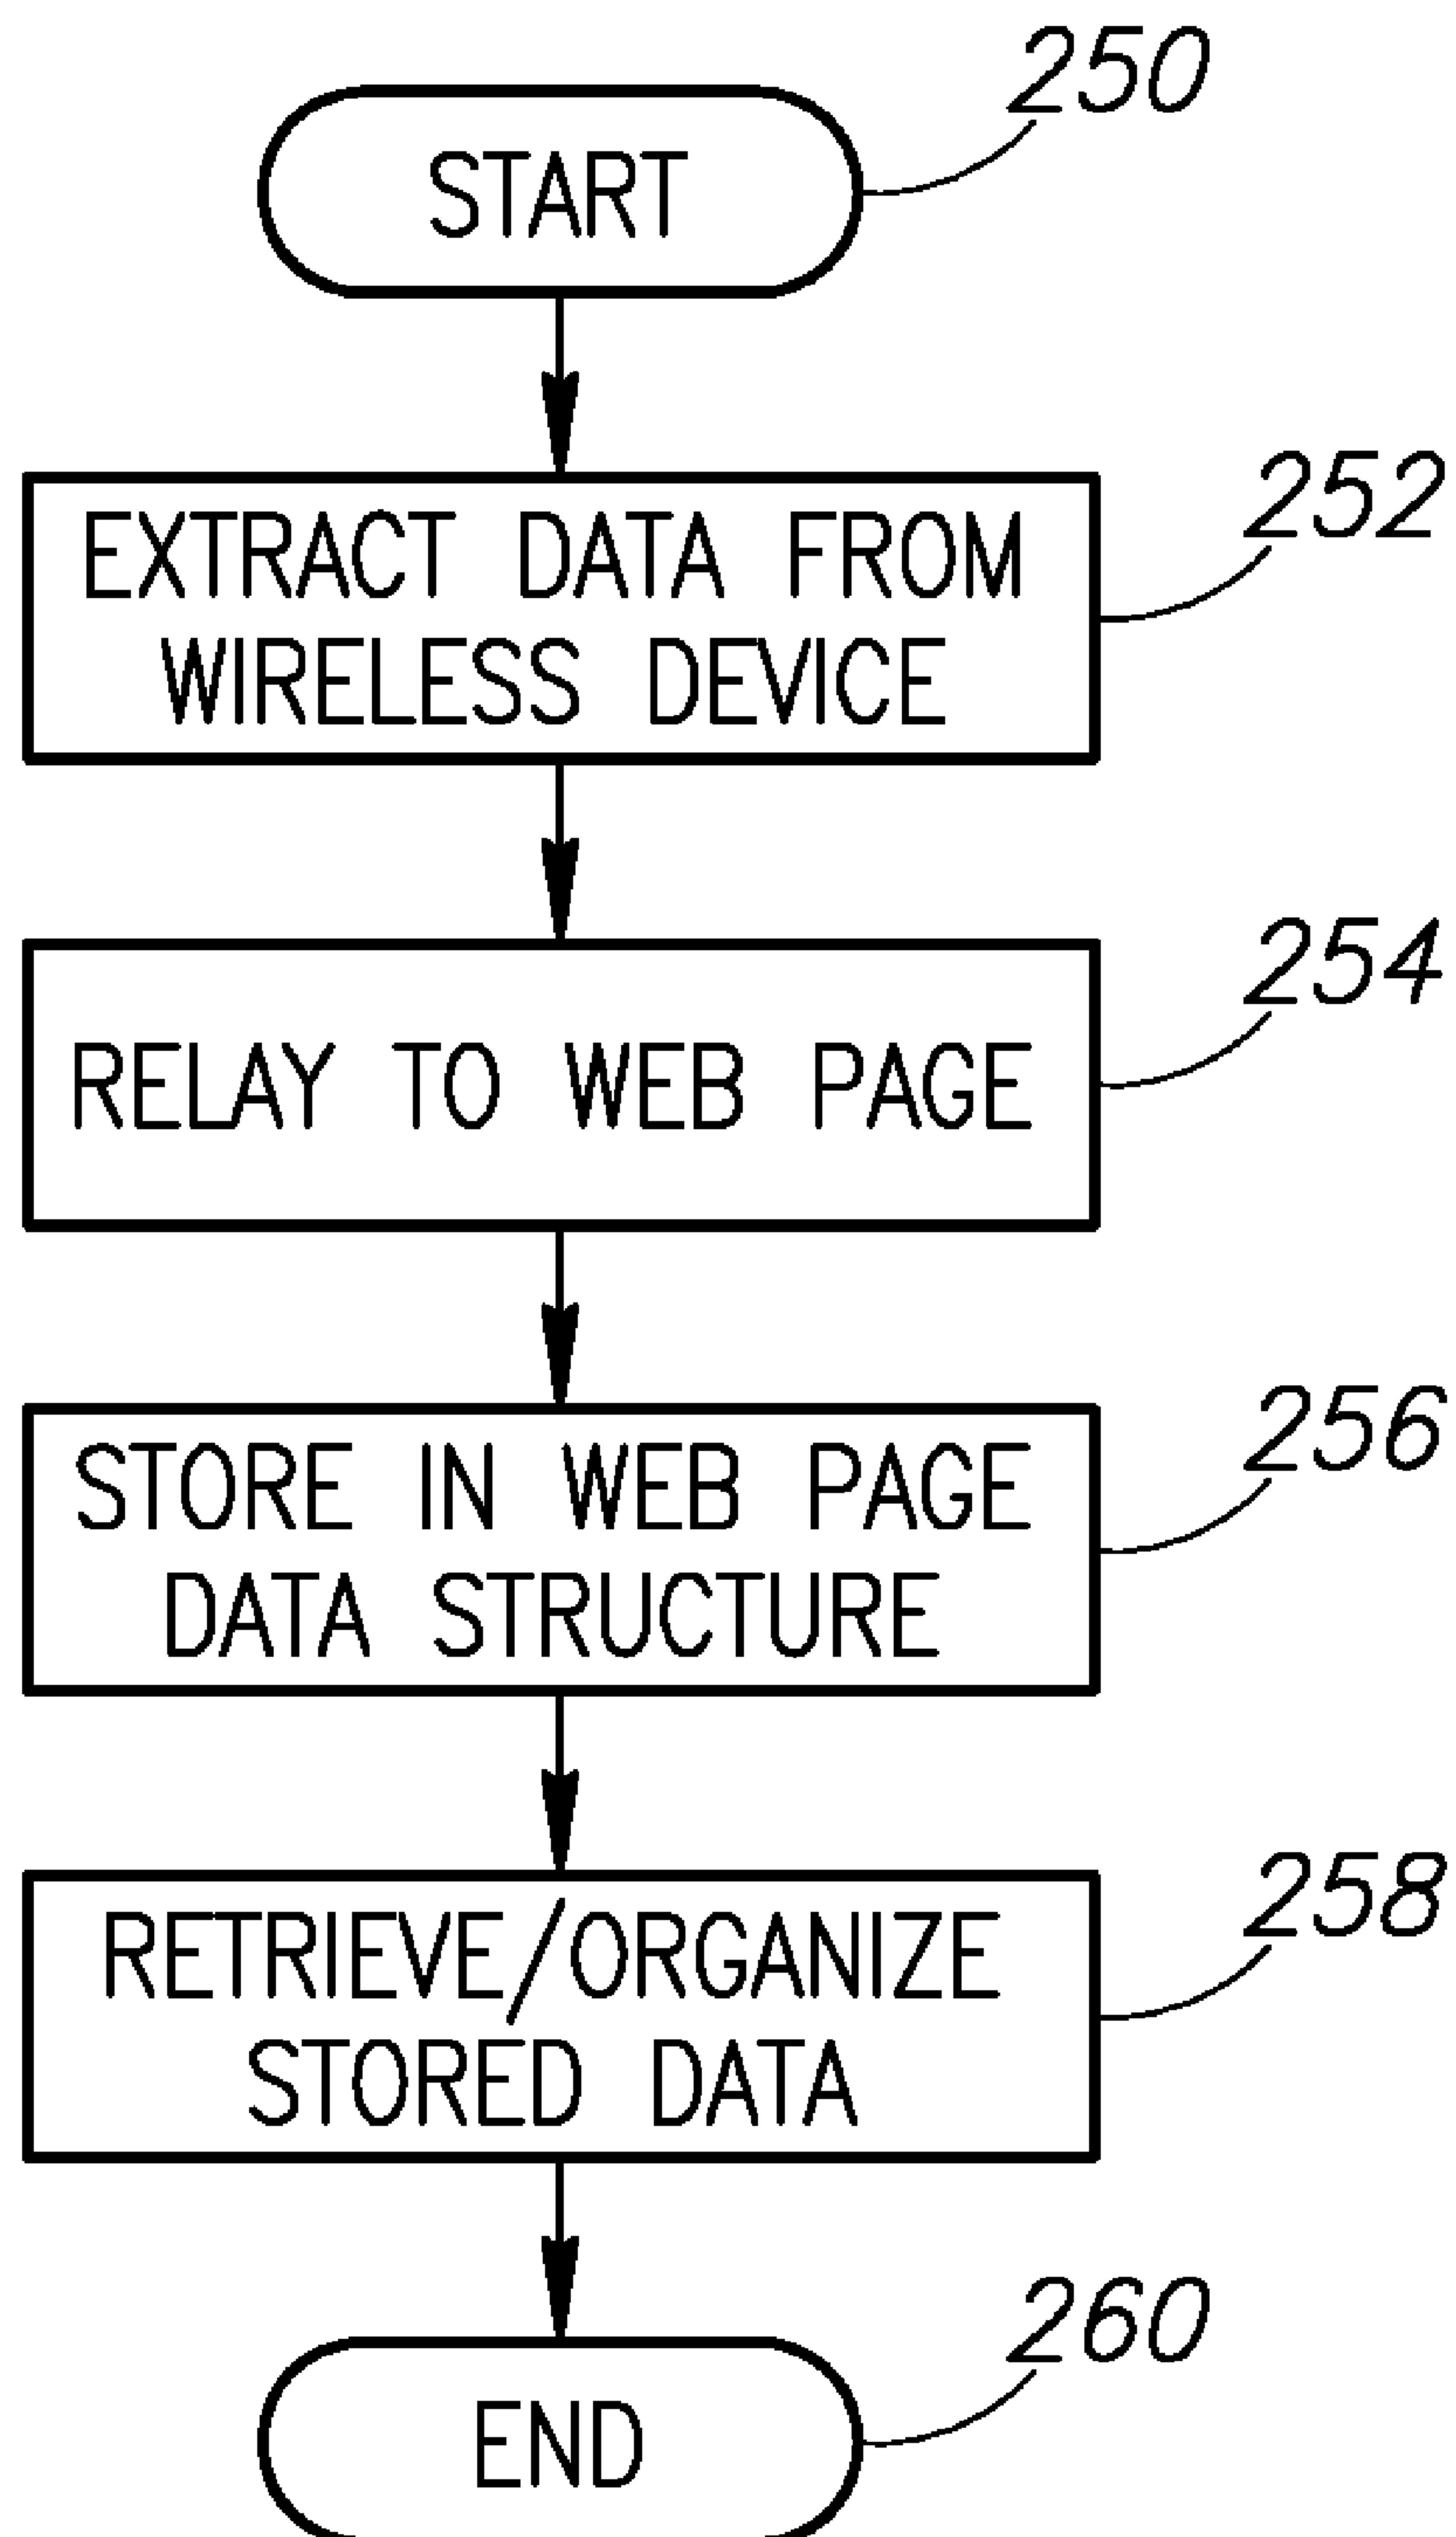 250
START
252
EXTRACT DATA FROM
WIRELESS DEVICE
254
RELAY TO WEB PAGE
256
STORE IN WEB PAGE
DATA STRUCTURE
258
RETRIEVE/ORGANIZE
STORED DATA
260
END